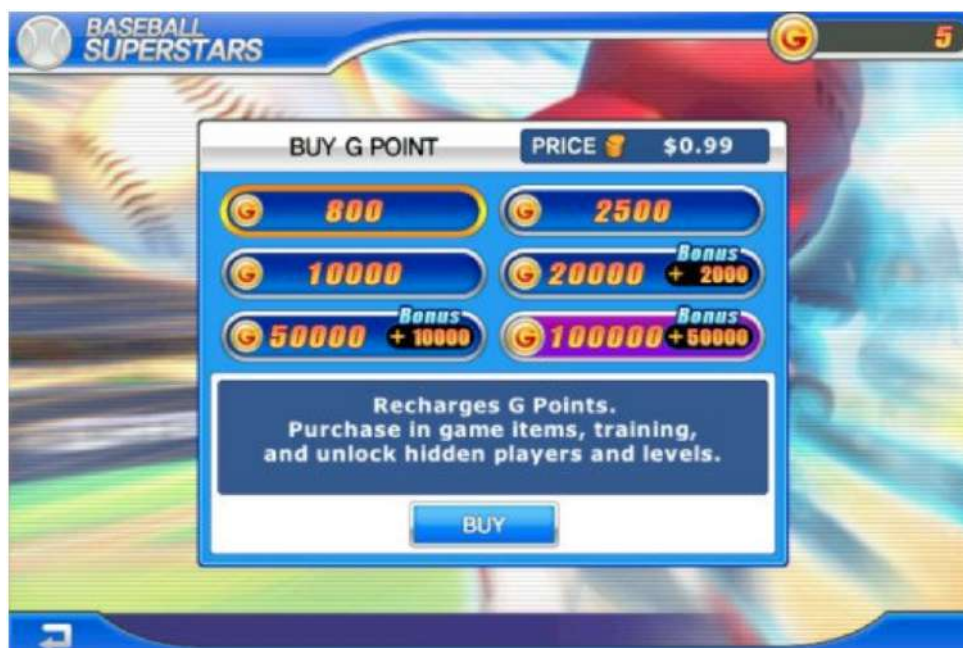 BASEBALL
SUPERSTARS
G 5
BUY G POINT PRICE $0.99
G 800
G 2500
G 10000
G 20000 Bonus + 2000
G 50000 Bonus + 10000
G 100000 Bonus + 50000
Recharges G Points.
Purchase in game items, training,
and unlock hidden players and levels.
BUY